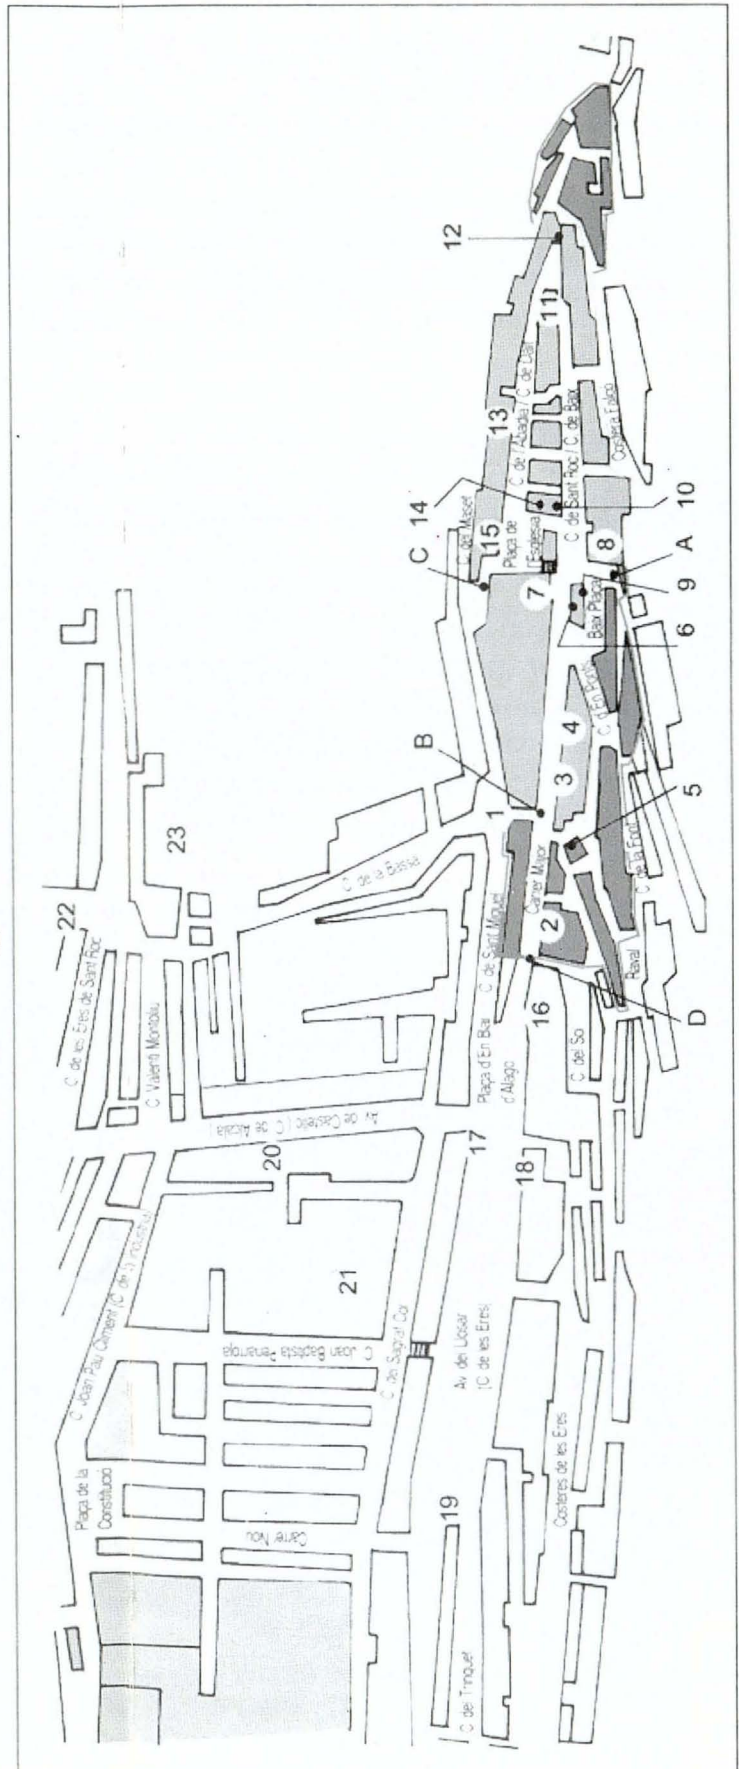 22
C. de les Eres de Sant Roc
C. Valentí Montoliu
23
C. de la Bassa
Av. de Castelló (C. de Alcalà)
20
21
C. Joan Pau Climent (C. de la Industria)
C. Joan Baptista Penarroja
Plaça de la
Constitució
Carrer Nou
C. del Sagrat Cor
19
C. del Trinquet
Av. del Llosar
(C. de les Eres)
Costeres de les Eres
17
18
Plaça d'En Blai
d'Alagó
C. de Sant Miquel
16
C. del So
D
Raval
C. de la Font
2
Carrer Major
1
B
3
4
5
C. d'En Ponts
Baix Plaça
6
9
A
7
8
C
C. del Maset
15
14
Plaça de
l'Església
10
C. de Sant Roc / C. de Baix
C. de l'Abadia / C. de Dalt
13
11
12
Costera Falcó